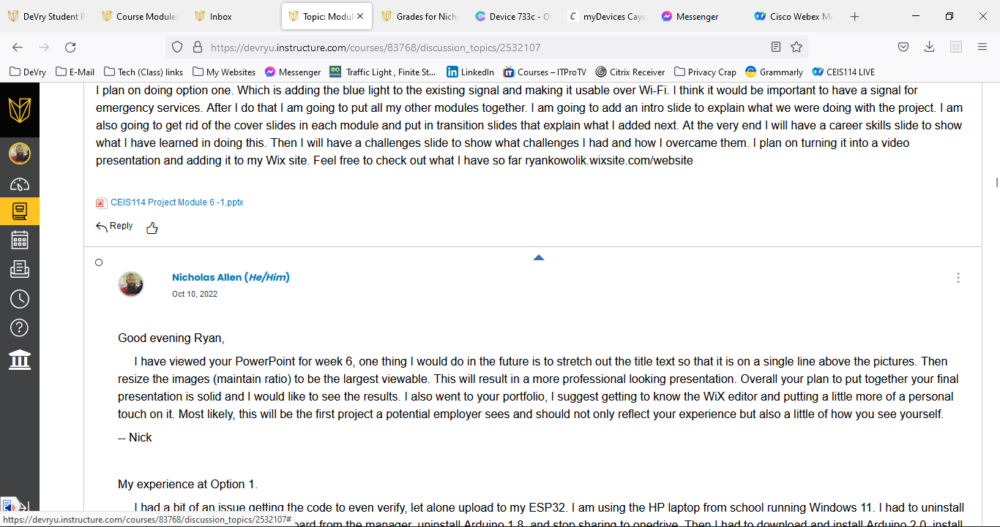 DeVry Student P
Course Modules
Inbox
Topic: Modul
Grades for Nich
Device 733c - O
myDevices Caye
Messenger
Cisco Webex M
https://devryu.instructure.com/courses/83768/discussion_topics/2532107
DeVry
E-Mail
Tech (Class) links
My Websites
Messenger
Traffic Light , Finite St...
LinkedIn
Courses – ITProTV
Citrix Receiver
Privacy Crap
Grammarly
CEIS114 LIVE
I plan on doing option one. Which is adding the blue light to the existing signal and making it usable over Wi-Fi. I think it would be important to have a signal for
emergency services. After I do that I am going to put all my other modules together. I am going to add an intro slide to explain what we were doing with the project. I am
also going to get rid of the cover slides in each module and put in transition slides that explain what I added next. At the very end I will have a career skills slide to show
what I have learned in doing this. Then I will have a challenges slide to show what challenges I had and how I overcame them. I plan on turning it into a video
presentation and adding it to my Wix site. Feel free to check out what I have so far ryankowolik.wixsite.com/website
CEIS114 Project Module 6 -1.pptx
Reply
Nicholas Allen (He/Him)
Oct 10, 2022
Good evening Ryan,
I have viewed your PowerPoint for week 6, one thing I would do in the future is to stretch out the title text so that it is on a single line above the pictures. Then
resize the images (maintain ratio) to be the largest viewable. This will result in a more professional looking presentation. Overall your plan to put together your final
presentation is solid and I would like to see the results. I also went to your portfolio, I suggest getting to know the WiX editor and putting a little more of a personal
touch on it. Most likely, this will be the first project a potential employer sees and should not only reflect your experience but also a little of how you see yourself.
-- Nick
My experience at Option 1.
I had a bit of an issue getting the code to even verify, let alone upload to my ESP32. I am using the HP laptop from school running Windows 11. I had to uninstall
https://devryu.instructure.com/courses/83768/discussion_topics/2532107#
oard from the manager, uninstall Arduino 1.8, and stop sharing to onedrive. Then I had to download and install Arduino 2.0, install